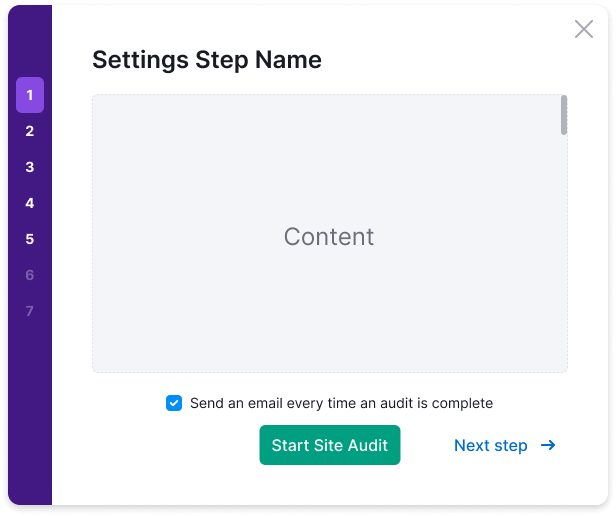 Settings Step Name
1
2
3
4
5
6
7
Content
Send an email every time an audit is complete
Start Site Audit
Next step →